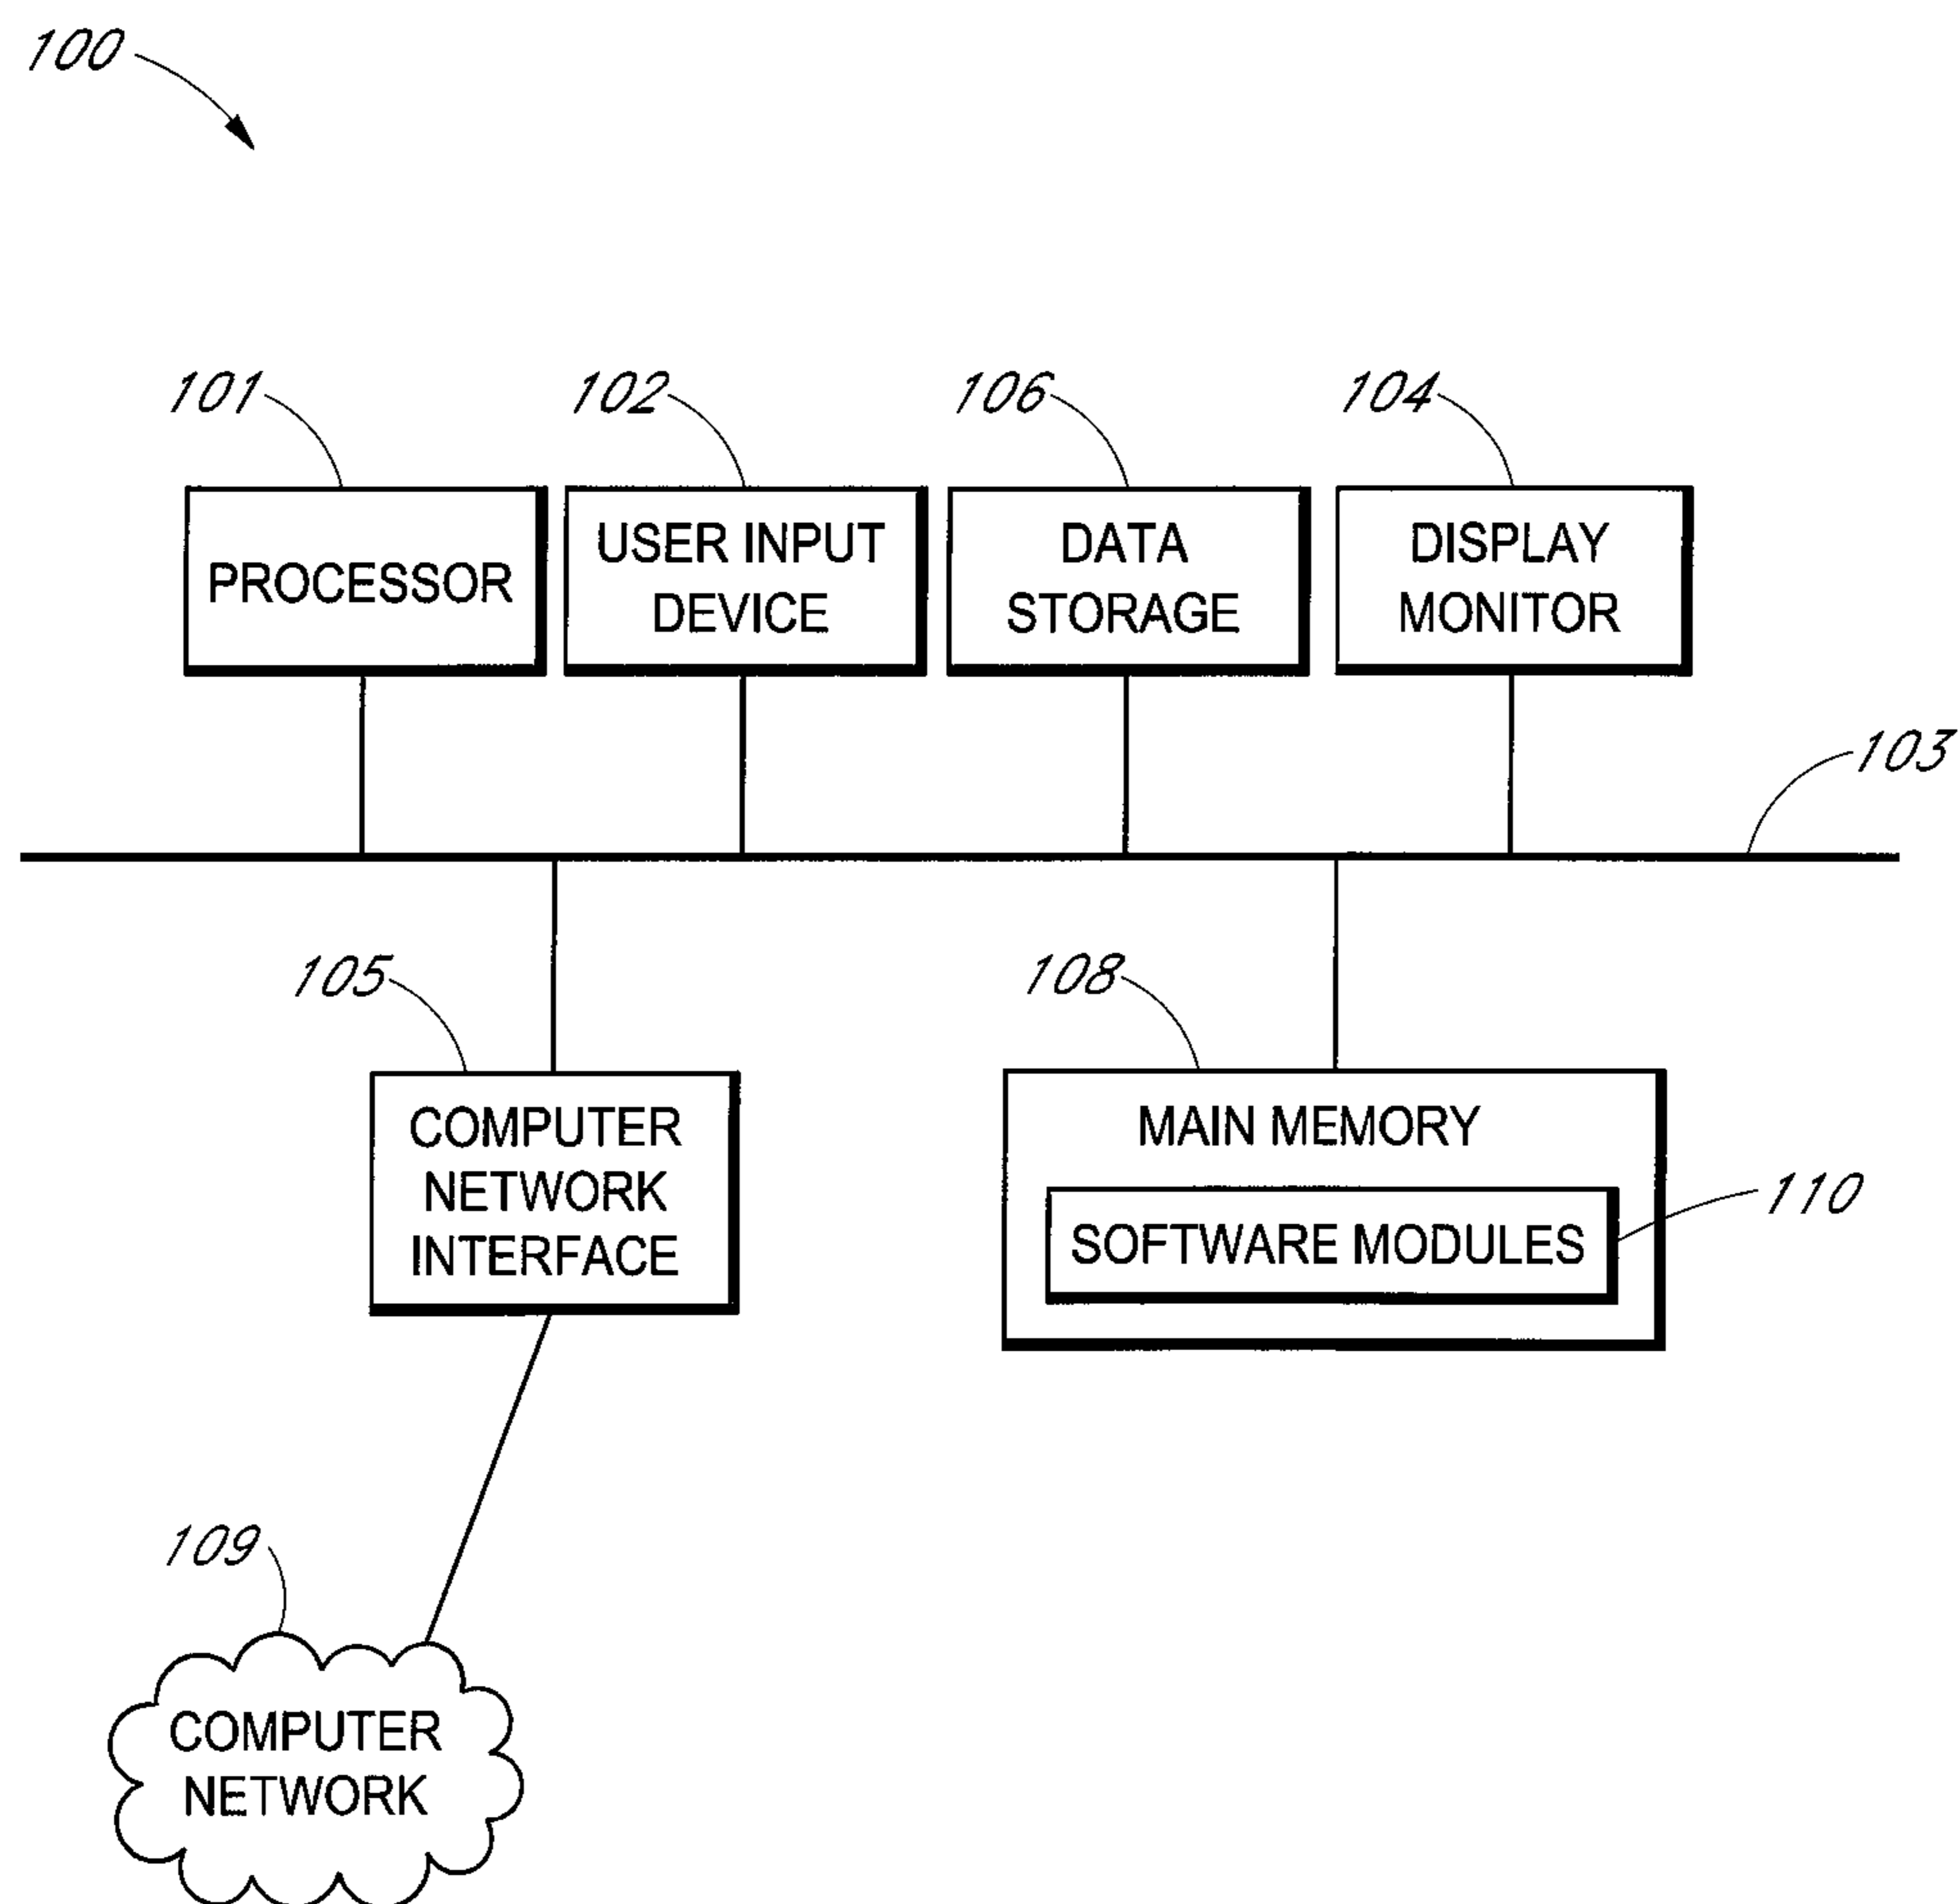 100
101
102
106
104
PROCESSOR
USER INPUT
DEVICE
DATA
STORAGE
DISPLAY
MONITOR
103
105
108
COMPUTER
NETWORK
INTERFACE
MAIN MEMORY
SOFTWARE MODULES
110
109
COMPUTER
NETWORK